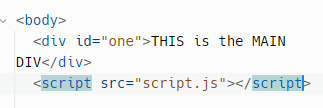 <body>
<div id="one">THIS is the MAIN
DIV</div>
<script src="script.js"></script>